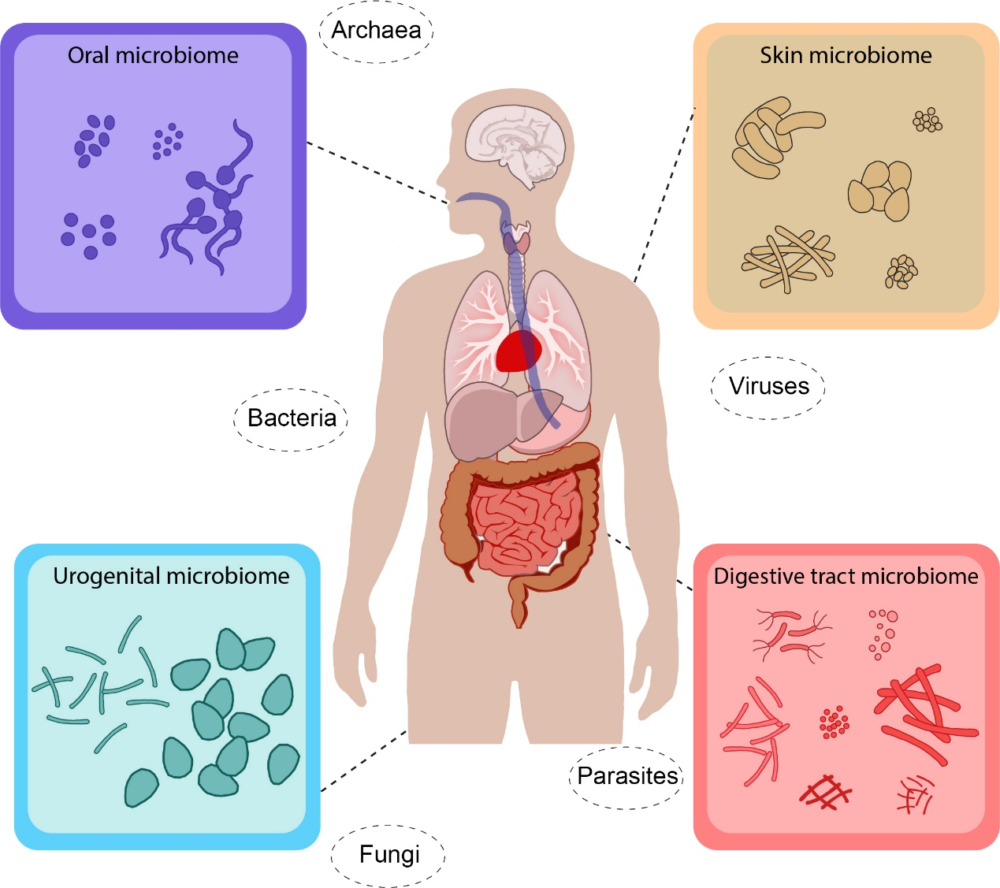 Archaea
Oral microbiome
Skin microbiome
Viruses
Bacteria
Urogenital microbiome
Digestive tract microbiome
Parasites
Fungi